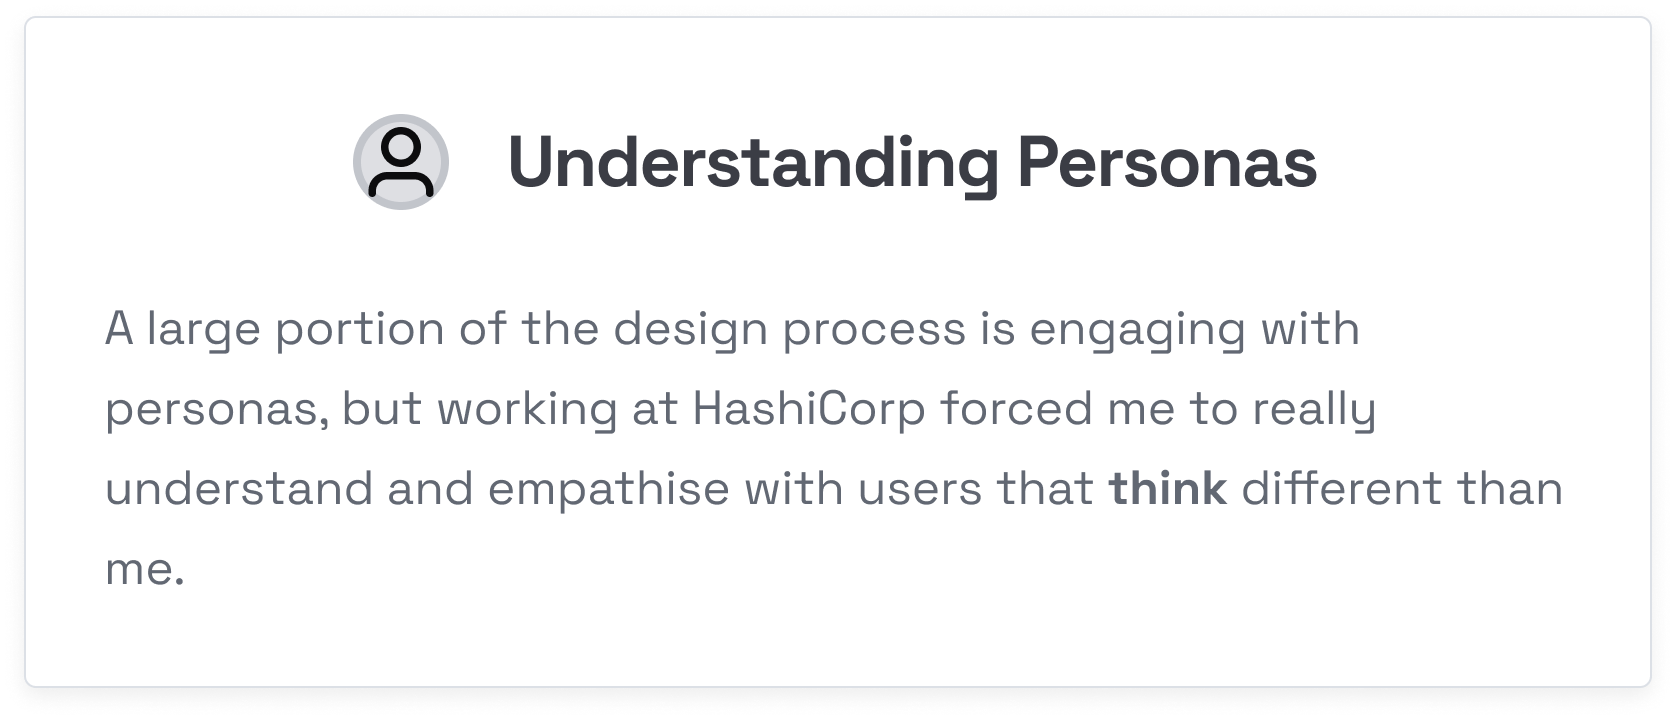 Understanding Personas
A large portion of the design process is engaging with
personas, but working at HashiCorp forced me to really
understand and empathise with users that think different than
me.